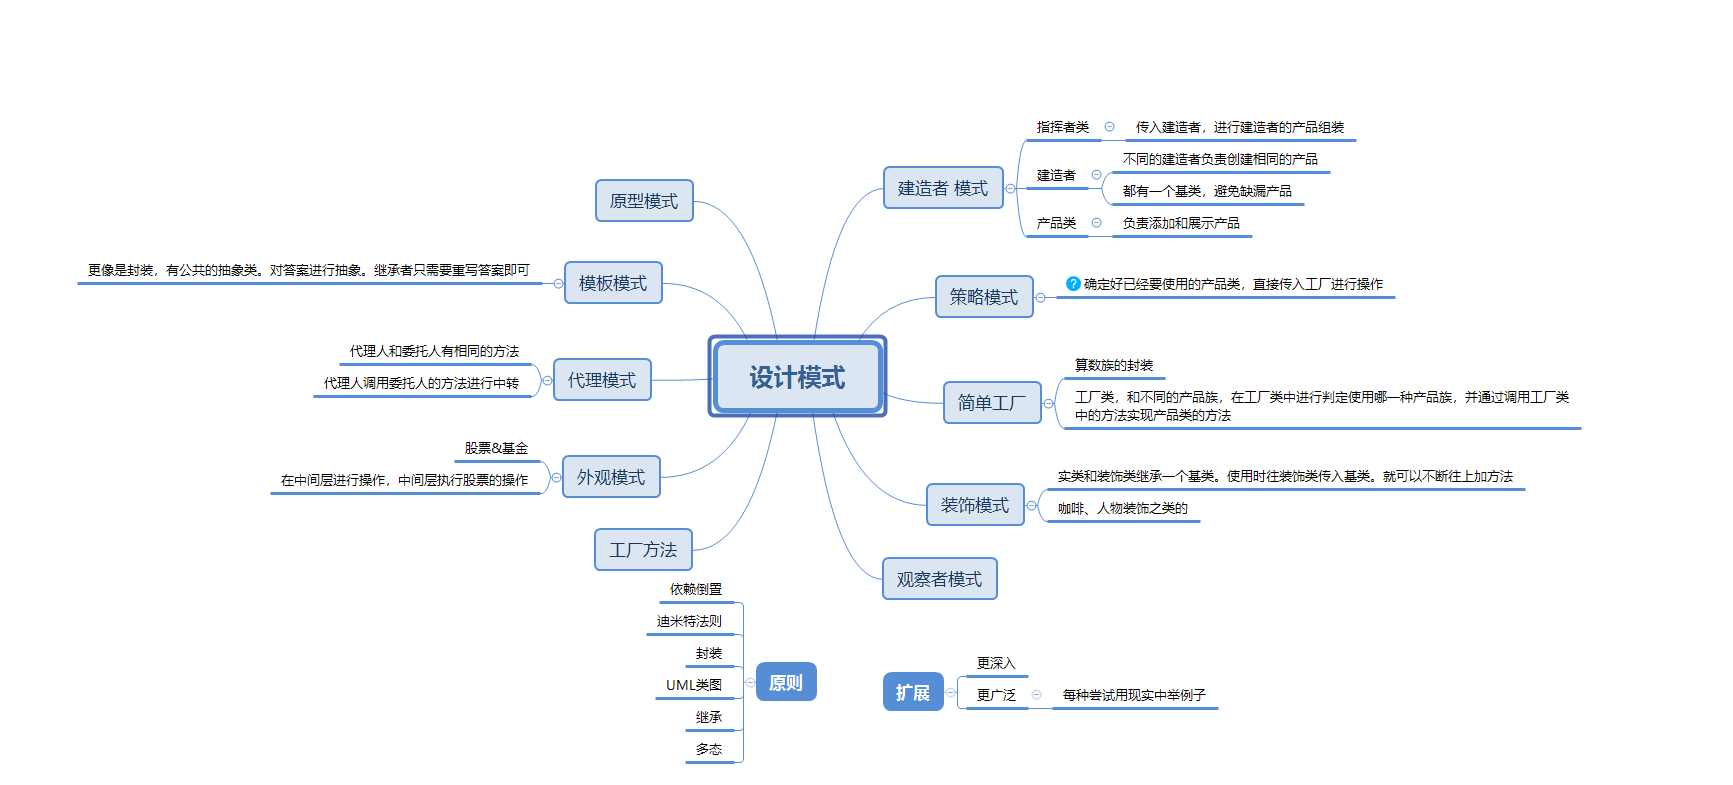 设计模式
建造者 模式
指挥者类
传入建造者，进行建造者的产品组装
建造者
不同的建造者负责创建相同的产品
都有一个基类，避免缺漏产品
产品类
负责添加和展示产品
策略模式
? 确定好已经要使用的产品类，直接传入工厂进行操作
简单工厂
算数族的封装
工厂类，和不同的产品族，在工厂类中进行判定使用哪一种产品族，并通过调用工厂类
中的方法实现产品类的方法
装饰模式
实类和装饰类继承一个基类。使用时往装饰类传入基类。就可以不断往上加方法
咖啡、人物装饰之类的
观察者模式
原型模式
模板模式
更像是封装，有公共的抽象类。对答案进行抽象。继承者只需要重写答案即可
代理模式
代理人和委托人有相同的方法
代理人调用委托人的方法进行中转
外观模式
股票&基金
在中间层进行操作，中间层执行股票的操作
工厂方法
原则
依赖倒置
迪米特法则
封装
UML类图
继承
多态
扩展
更深入
更广泛
每种尝试用现实中举例子